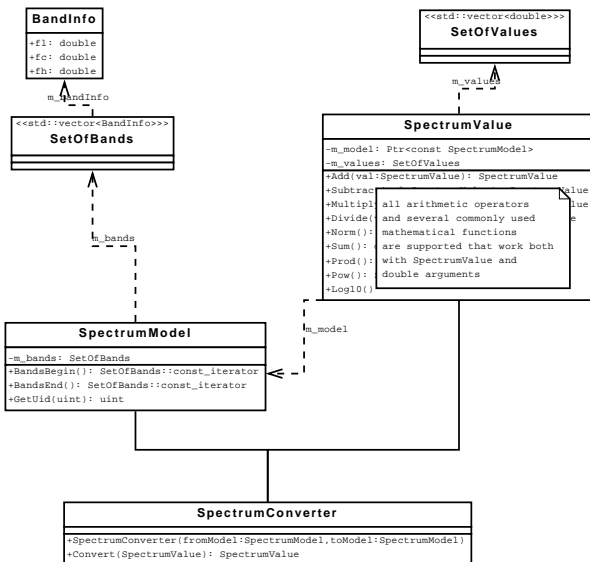 BandInfo
+fl: double
+fc: double
+fh: double
<<std::vector<double>>>
SetOfValues
m_bandInfo
m_values
<<std::vector<BandInfo>>>
SetOfBands
SpectrumValue
-m_model: Ptr<const SpectrumModel>
-m_values: SetOfValues
+Add(val:SpectrumValue): SpectrumValue
+Subtrac
+Multiply
+Divide(
+Norm():
+Sum():
+Prod():
+Pow():
+Log10()
all arithmetic operators
and several commonly used
mathematical functions
are supported that work both
with SpectrumValue and
double arguments
m_bands
m_model
SpectrumModel
-m_bands: SetOfBands
+BandsBegin(): SetOfBands::const_iterator
+BandsEnd(): SetOfBands::const_iterator
+GetUid(uint): uint
SpectrumConverter
+SpectrumConverter(fromModel:SpectrumModel,toModel:SpectrumModel)
+Convert(SpectrumValue): SpectrumValue